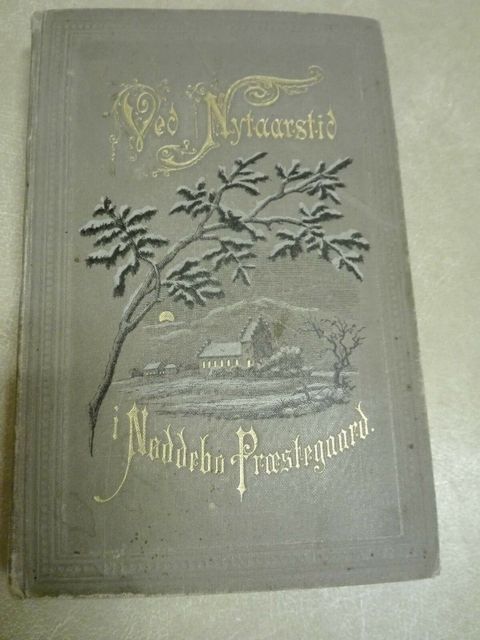 Ved Nytaarstid
i Nøddebo Præstegaard.